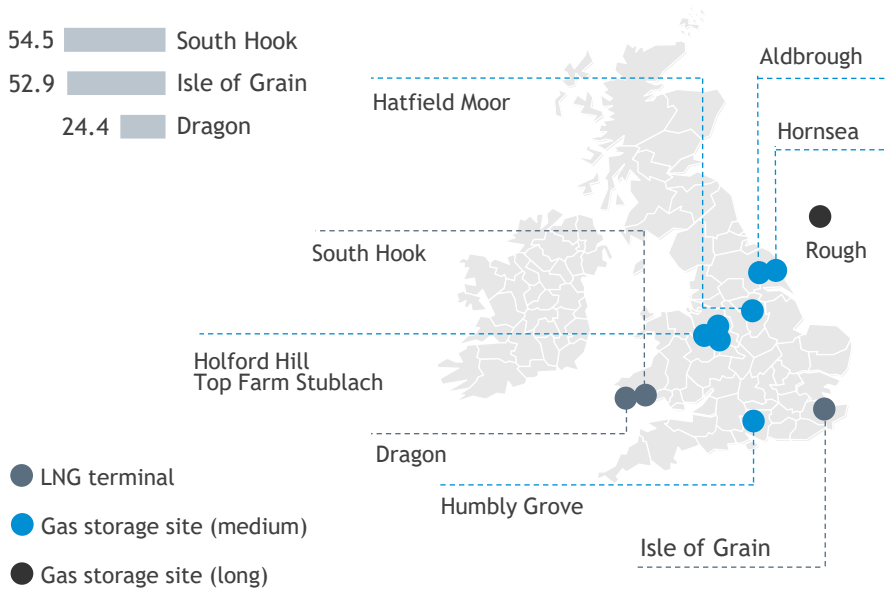 54.5 South Hook
52.9 Isle of Grain
24.4 Dragon
Aldbrough
Hatfield Moor
Hornsea
South Hook
Rough
Holford Hill
Top Farm Stublach
Dragon
LNG terminal
Humbly Grove
Gas storage site (medium)
Isle of Grain
Gas storage site (long)